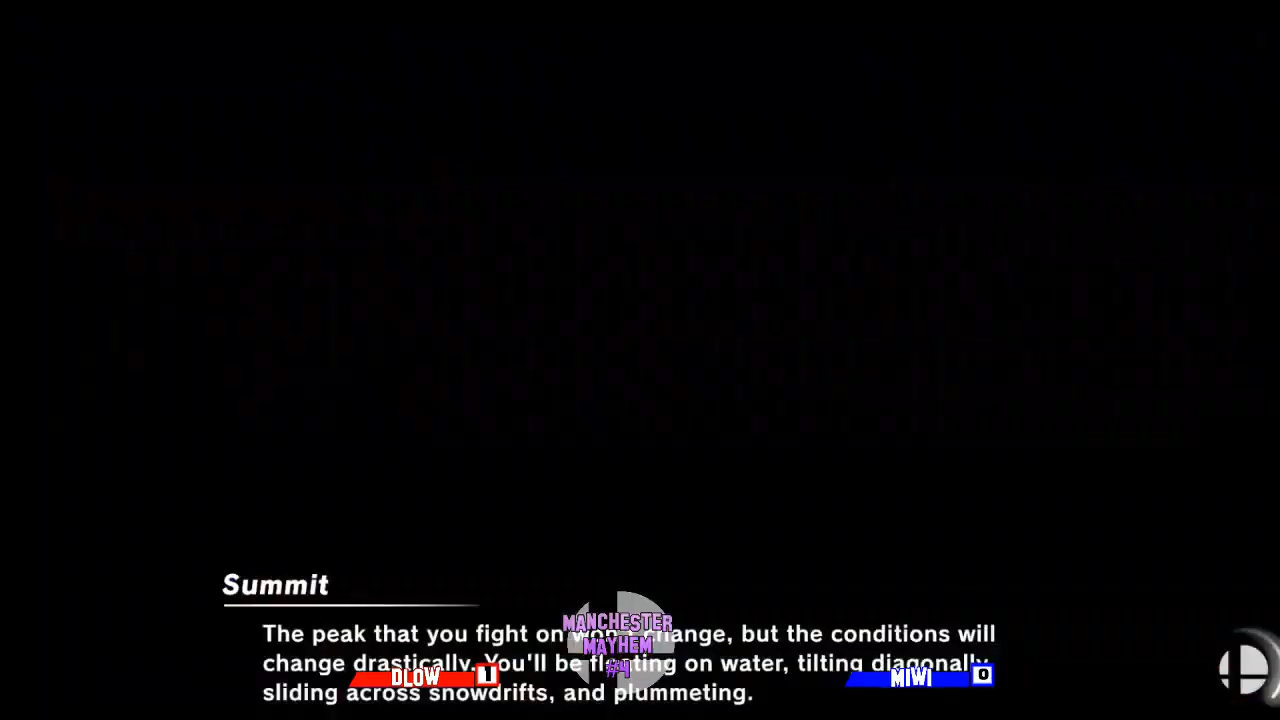 Summit
The peak that you fight on change, but the conditions will
change drastically. You'll be floating on water, tilting diagonally,
sliding across snowdrifts, and plummeting.
MANCHESTER
MAYHEM
#4
DLOW 1
MIWI 0